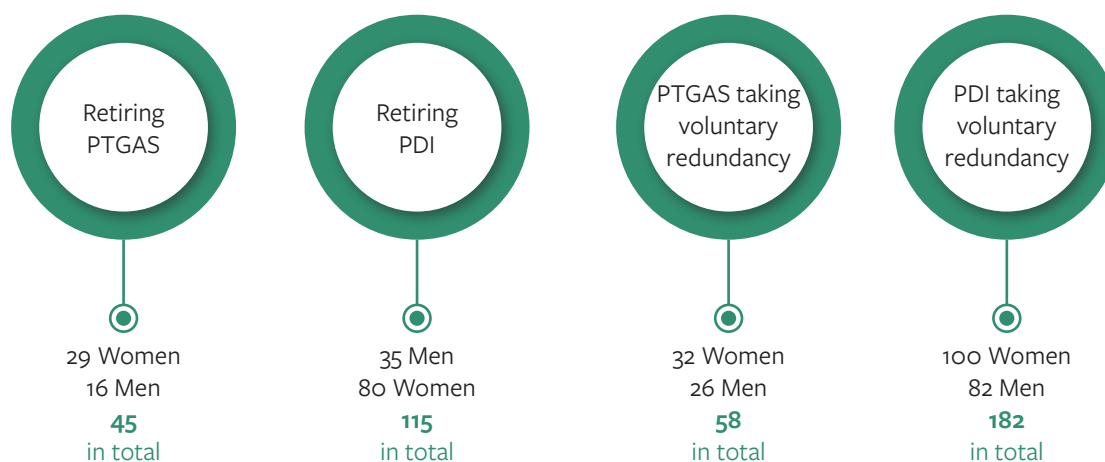 Retiring
PTGAS
29 Women
16 Men
45
in total
Retiring
PDI
35 Men
80 Women
115
in total
PTGAS taking
voluntary
redundancy
32 Women
26 Men
58
in total
PDI taking
voluntary
redundancy
100 Women
82 Men
182
in total